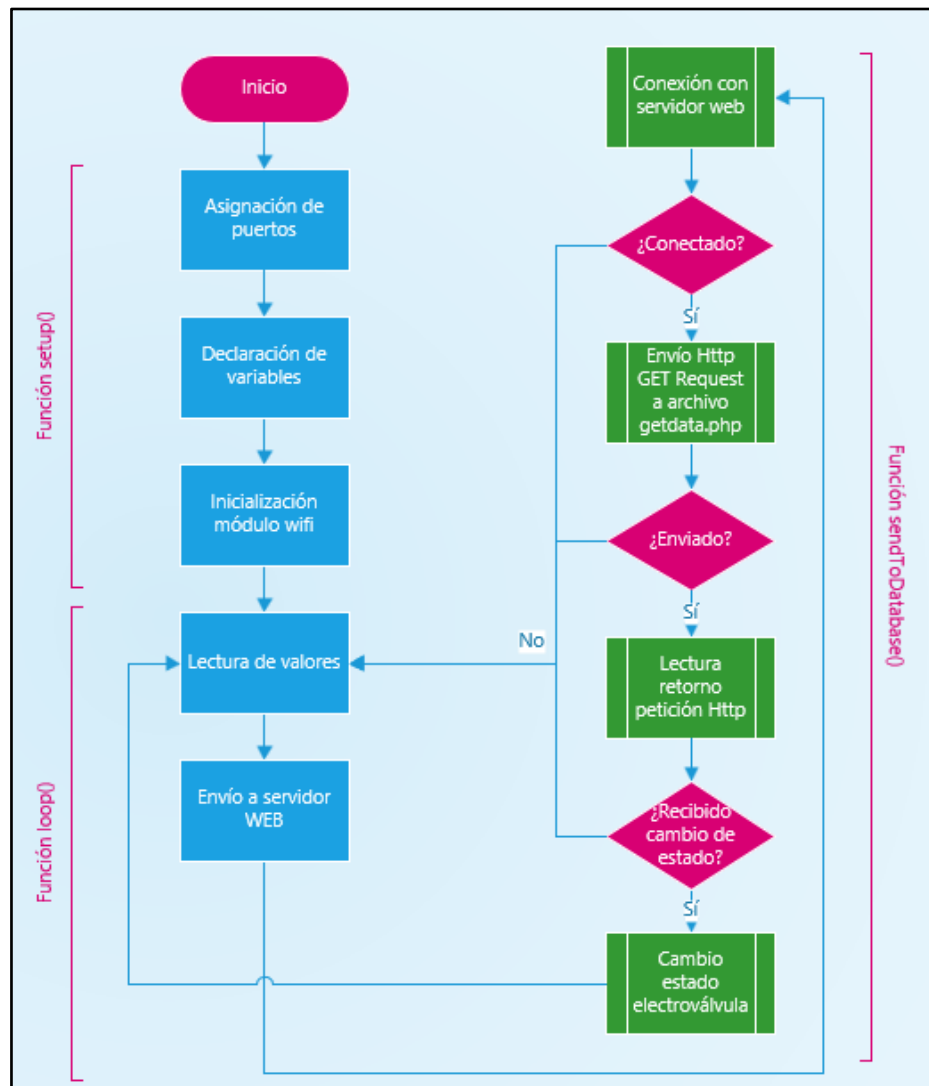 Inicio
Función setup()
Asignación de
puertos
Declaración de
variables
Inicialización
módulo wifi
Función loop()
Lectura de valores
Envío a servidor
WEB
No
Conexión con
servidor web
¿Conectado?
Sí
Envío Http
GET Request
a archivo
getdata.php
¿Enviado?
Sí
Lectura
retorno
petición Http
¿Recibido
cambio de
estado?
Sí
Cambio
estado
electroválvula
Función sendToDatabase()